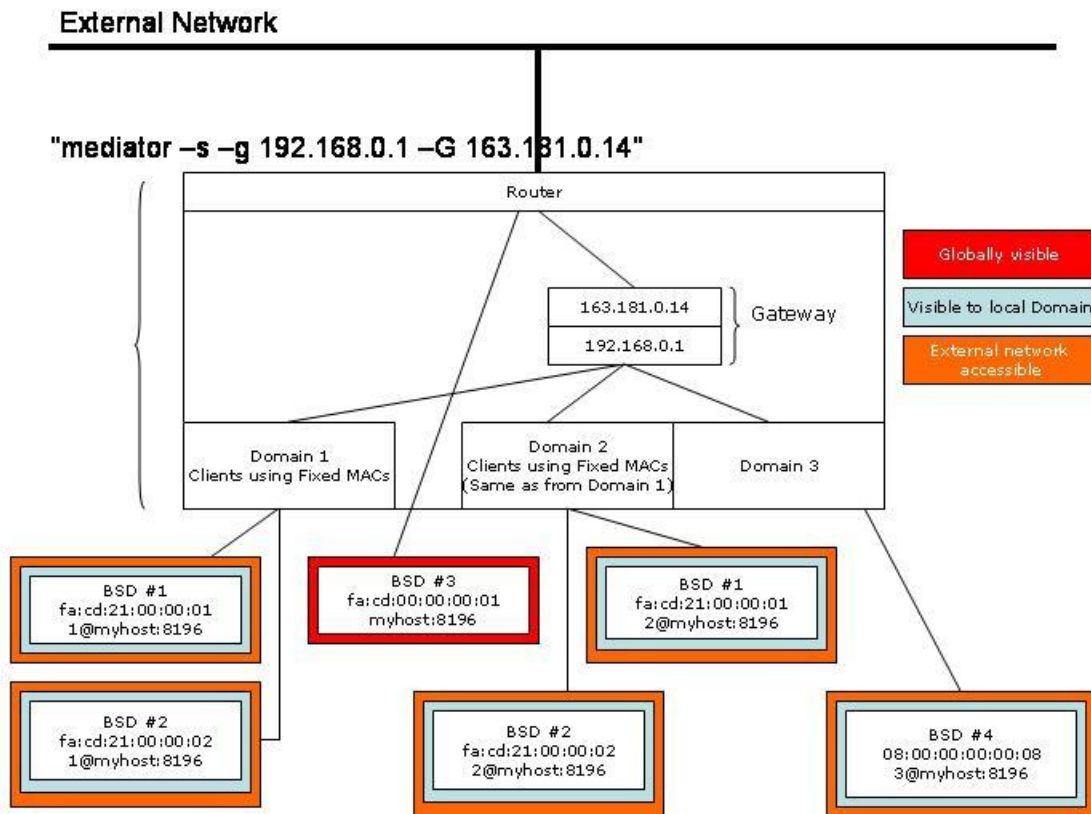 External Network
"mediator –s –g 192.168.0.1 –G 163.181.0.14"
Router
Globally visible
163.181.0.14
Gateway
Visible to local Domain
192.168.0.1
External network
accessible
Domain 1
Clients using Fixed MACs
Domain 2
Clients using Fixed MACs
(Same as from Domain 1)
Domain 3
BSD #1
fa:cd:21:00:00:01
1@myhost:8196
BSD #3
fa:cd:00:00:00:01
myhost:8196
BSD #1
fa:cd:21:00:00:01
2@myhost:8196
BSD #2
fa:cd:21:00:00:02
1@myhost:8196
BSD #2
fa:cd:21:00:00:02
2@myhost:8196
BSD #4
08:00:00:00:00:08
3@myhost:8196